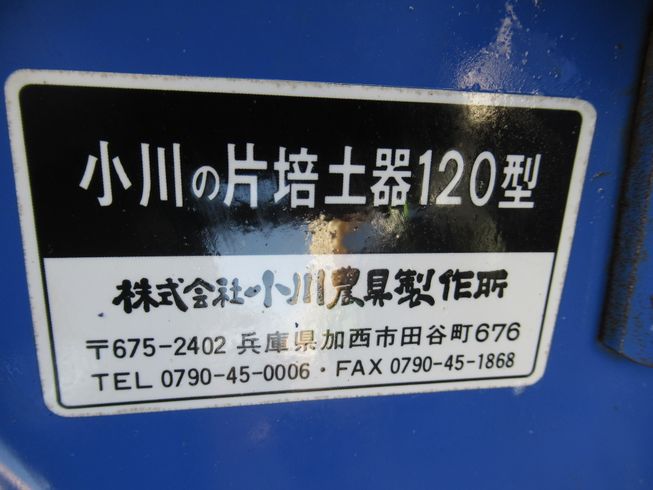 小川の片培土器120型
株式会社小川農具製作所
〒675-2402 兵庫県加西市田谷町676
TEL 0790-45-0006・FAX 0790-45-1868